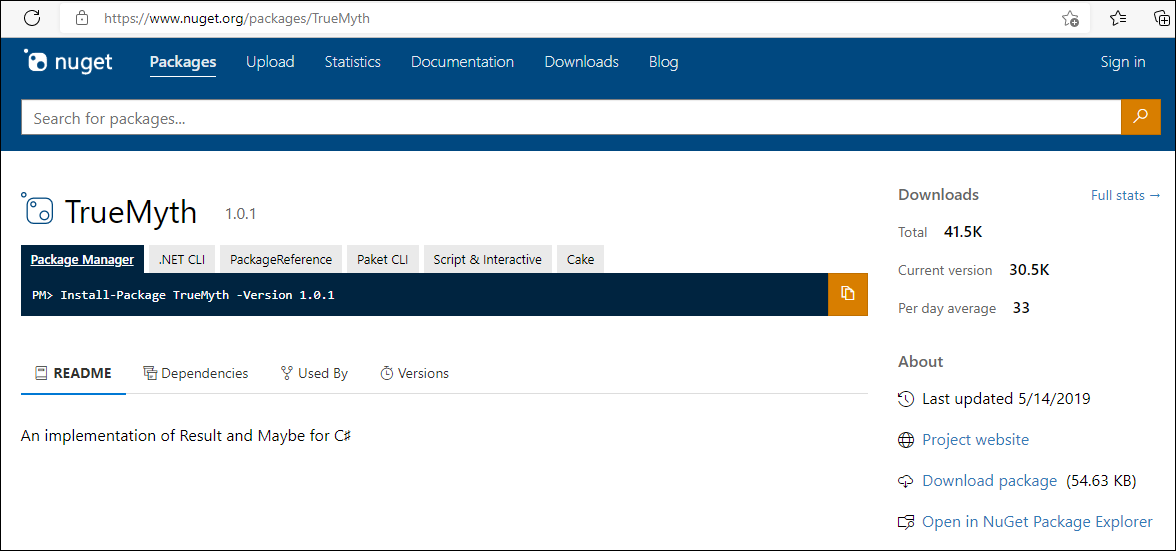 https://www.nuget.org/packages/TrueMyth
nuget Packages Upload Statistics Documentation Downloads Blog Sign in
Search for packages...
TrueMyth 1.0.1
Package Manager .NET CLI PackageReference Paket CLI Script & Interactive Cake
PM> Install-Package TrueMyth -Version 1.0.1
README Dependencies Used By Versions
An implementation of Result and Maybe for C♯
Downloads Full stats →
Total 41.5K
Current version 30.5K
Per day average 33
About
Last updated 5/14/2019
Project website
Download package (54.63 KB)
Open in NuGet Package Explorer